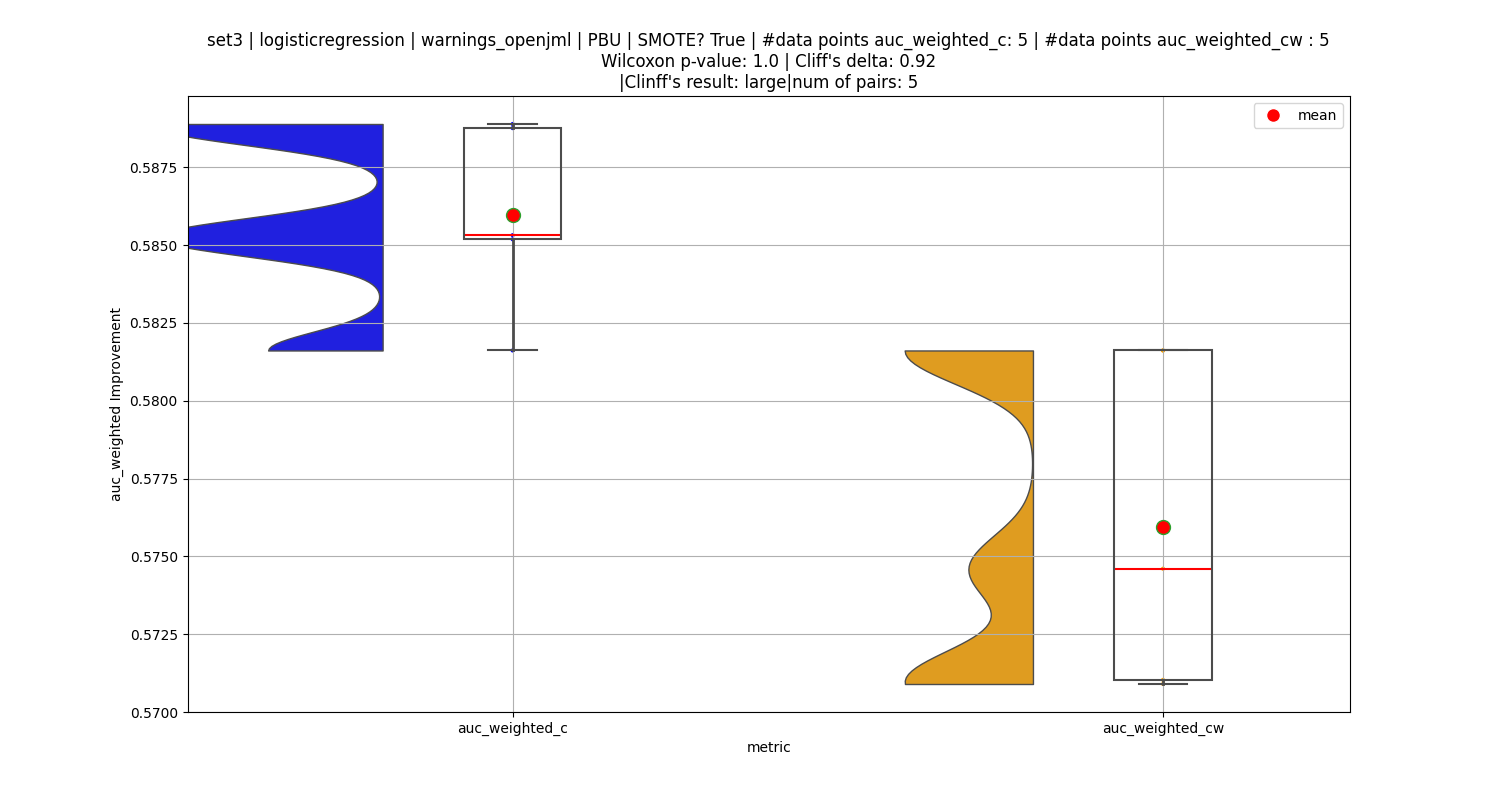 set3 | logisticregression | warnings_openjml | PBU | SMOTE? True | #data points auc_weighted_c: 5 | #data points auc_weighted_cw : 5
Wilcoxon p-value: 1.0 | Cliff's delta: 0.92
|Clinff's result: large|num of pairs: 5
mean
0.5875
0.5850
0.5825
0.5800
0.5775
0.5750
0.5725
0.5700
auc_weighted Improvement
auc_weighted_c
auc_weighted_cw
metric